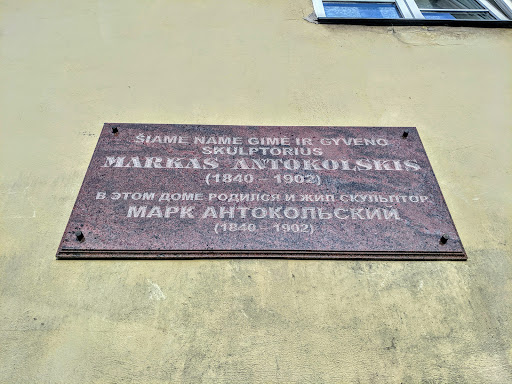 ŠIAME NAME GIMĖ IR GYVENO
SKULPTORIUS
MARKAS ANTOKOLSKIS
(1840 - 1902)
В ЭТОМ ДОМЕ РОДИЛСЯ И ЖИЛ СКУЛЬПТОР
МАРК АНТОКОЛЬСКИЙ
(1840 - 1902)